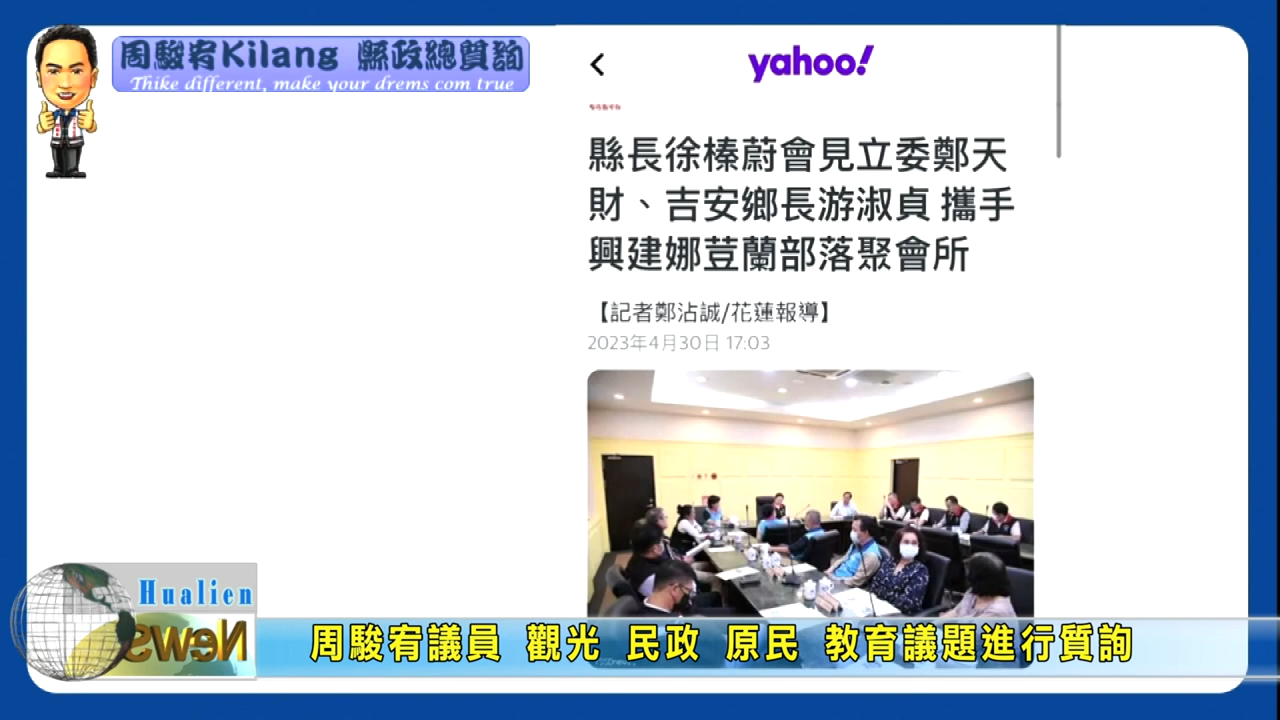 周駿宥Kilang 縣政總質詢
Thike different, make your drems com true
yahoo!
縣長徐榛蔚會見立委鄭天
財、吉安鄉長游淑貞 攜手
興建娜荳蘭部落聚會所
【記者鄭沾誠/花蓮報導】
2023年4月30日 17:03
Hualien
News
周駿宥議員 觀光 民政 原民 教育議題進行質詢